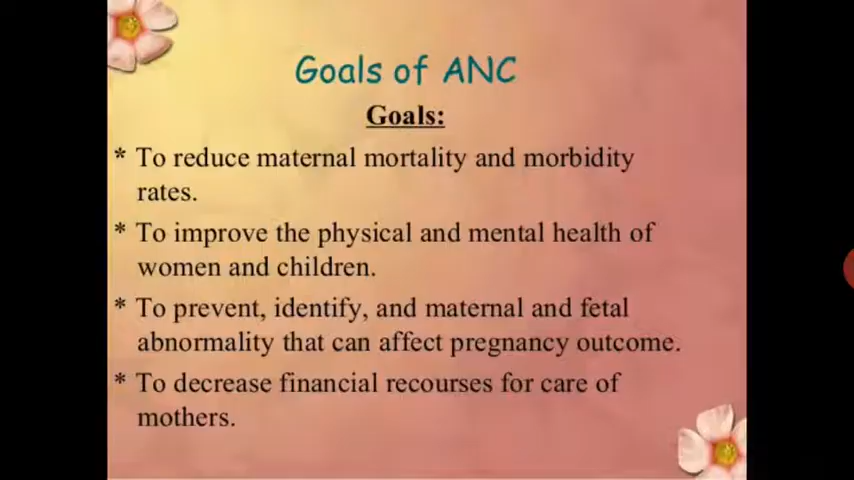 Goals of ANC
Goals:
* To reduce maternal mortality and morbidity
rates.
* To improve the physical and mental health of
women and children.
* To prevent, identify, and maternal and fetal
abnormality that can affect pregnancy outcome.
* To decrease financial recourses for care of
mothers.